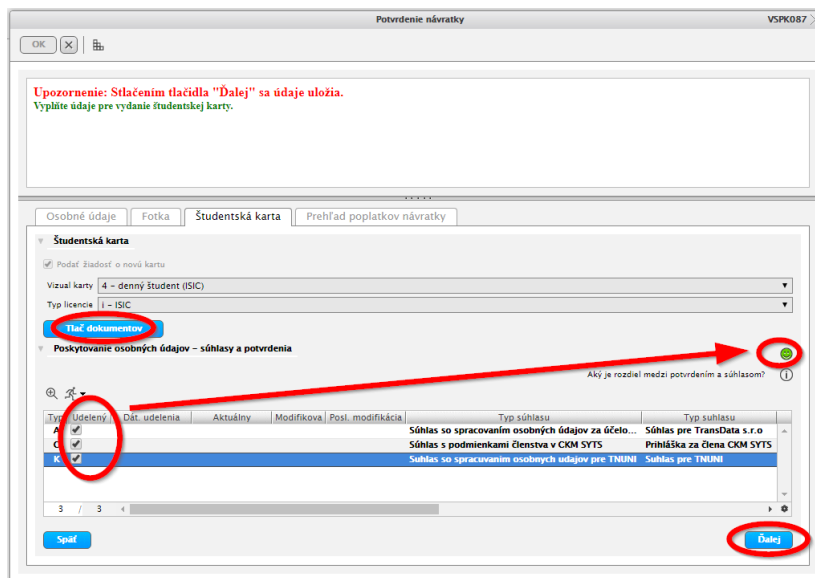 Potvrdenie návratky VSPK087
OK
Upozornenie: Stlačením tlačidla "Ďalej" sa údaje uložia.
Vyplňte údaje pre vydanie študentskej karty.
Osobné údaje Fotka Študentská karta Prehľad poplatkov návratky
Študentská karta
Podať žiadosť o novú kartu
Vizual karty 4 – denný študent (ISIC)
Typ licencie i – ISIC
Tlač dokumentov
Poskytovanie osobných údajov – súhlasy a potvrdenia
Aký je rozdiel medzi potvrdením a súhlasom?
Typ Udelený Dát. udelenia Aktuálny Modifikova Posl. modifikácia Typ súhlasu Typ suhlasu
A Súhlas so spracovaním osobných údajov za účelo... Súhlas pre TransData s.r.o
C Súhlas s podmienkami členstva v CKM SYTS Prihláška za člena CKM SYTS
K Suhlas so spracuvanim osobnych udajov pre TNUNI Suhlas pre TNUNI
3 / 3
Späť Ďalej